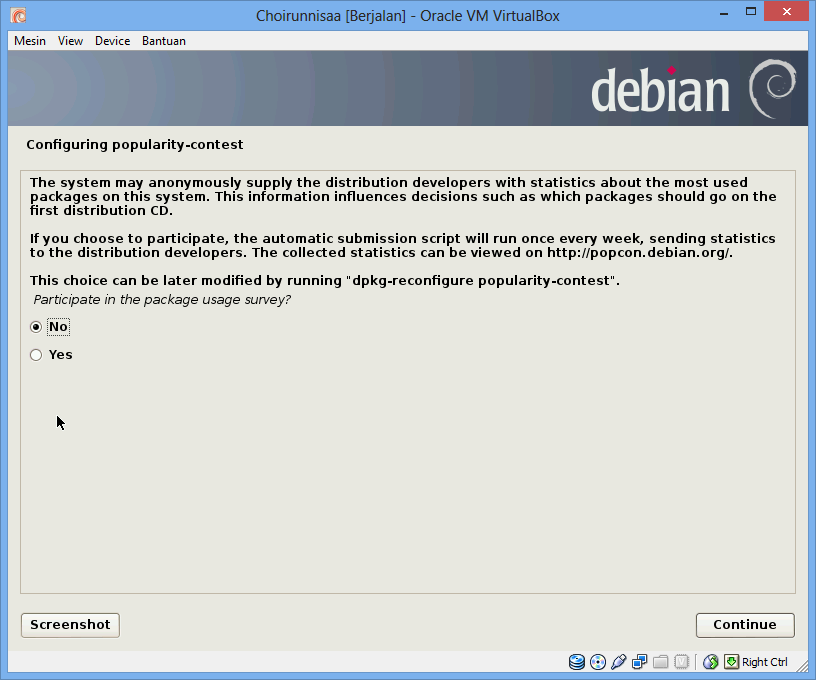 Choirunnisaa [Berjalan] - Oracle VM VirtualBox
Mesin View Device Bantuan
debian
Configuring popularity-contest
The system may anonymously supply the distribution developers with statistics about the most used
packages on this system. This information influences decisions such as which packages should go on the
first distribution CD.
If you choose to participate, the automatic submission script will run once every week, sending statistics
to the distribution developers. The collected statistics can be viewed on http://popcon.debian.org/.
This choice can be later modified by running "dpkg-reconfigure popularity-contest".
Participate in the package usage survey?
No
Yes
Screenshot
Continue
Right Ctrl